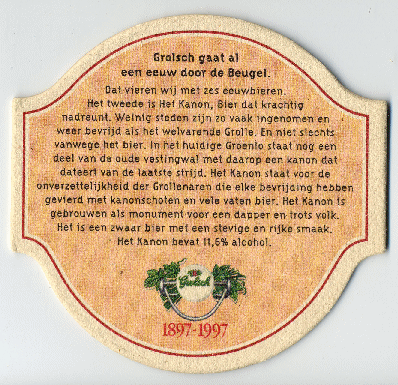 Grolsch gaat al
een eeuw door de Beugel.
Dat vieren wij met zes eeuwbieren.
Het tweede is Het Kanon, Bier dat krachtig
nadreunt. Weinig steden zijn zo vaak ingenomen en
weer bevrijd als het welvarende Grolle. En niet slechts
vanwege het bier. In het huidige Groenlo staat nog een
deel van de oude vestingwal met daarop een kanon dat
dateert van de laatste strijd. Het Kanon staat voor de
onverzettelijkheid der Grollenaren die elke bevrijding hebben
gevierd met kanonschoten en vele vaten bier. Het Kanon is
gebrouwen als monument voor een dapper en trots volk.
Het is een zwaar bier met een stevige en rijke smaak.
Het Kanon bevat 11,6% alcohol.
Grolsch
1897-1997